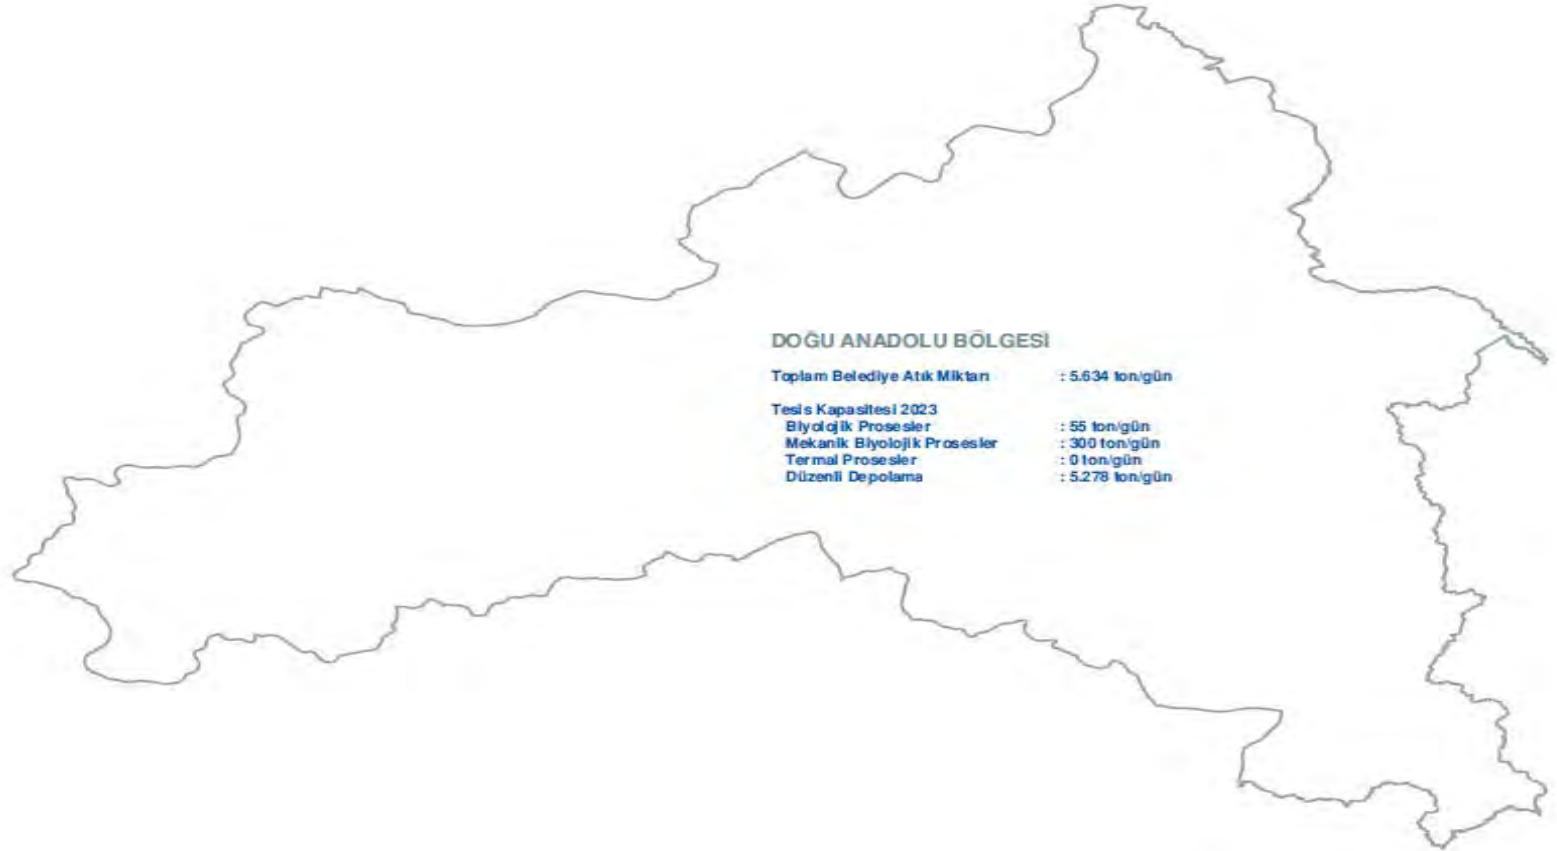 DOĞU ANADOLU BÖLGESİ
Toplam Belediye Atık Miktarı : 5.634 ton/gün
Tesis Kapasitesi 2023
Biyolojik Prosesler : 55 ton/gün
Mekanik Biyolojik Prosesler : 300 ton/gün
Termal Prosesler : 0 ton/gün
Düzenli Depolama : 5.278 ton/gün